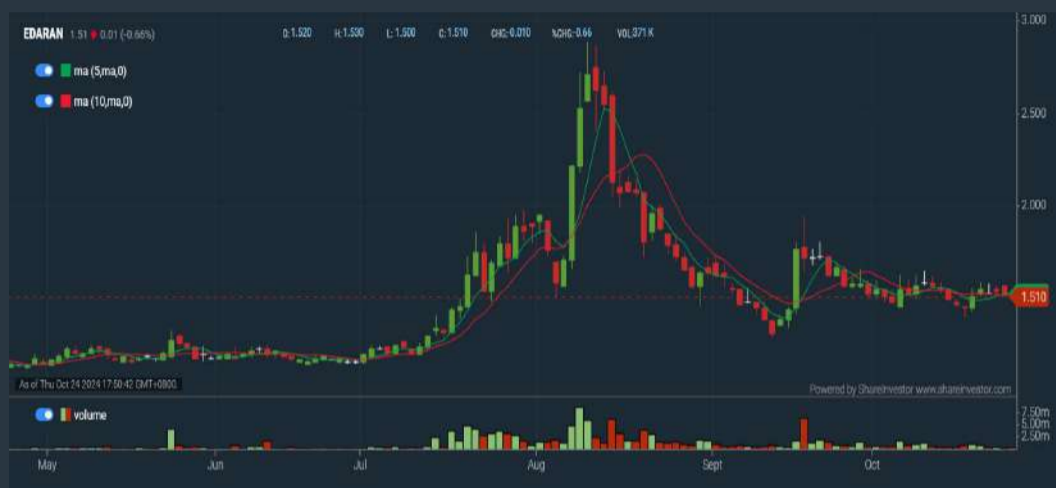 EDARAN 1.51 0.01 (-0.66%) O:1.520 H:1.530 L:1.500 C:1.510 CHG:-0.010 %CHG:-0.66 VOL:371 K
ma (5,ma,0)
ma (10,ma,0)
3.000
2.500
2.000
1.510
As of Thu Oct 24 2024 17:50:42 GMT+0800.
Powered by ShareInvestor www.shareinvestor.com
volume
7.50m
5.00m
2.50m
May Jun Jul Aug Sept Oct